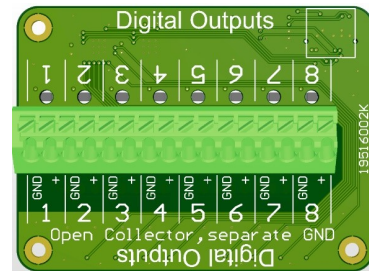 Digital Outputs
1 2 3 4 5 6 7 8
GND + GND + GND + GND + GND + GND + GND + GND +
1 2 3 4 5 6 7 8
Open Collector,separate GND
Digital Outputs
19516002K